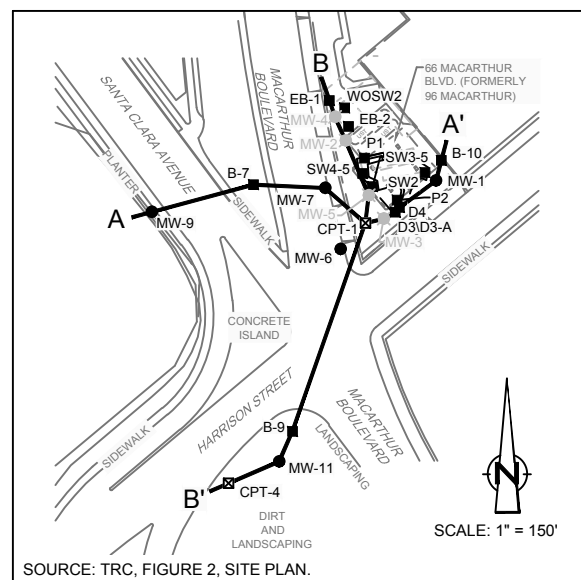 B
66 MACARTHUR
BLVD. (FORMERLY
96 MACARTHUR)
SANTA CLARA AVENUE
MACARTHUR
BOULEVARD
EB-1
WOSW2
MW-4
EB-2
A'
MW-2
P1
B-10
SW3-5
SW4-5
SW2
MW-1
B-7
PLANTER
MW-7
P2
MW-5
D4
A
MW-9
SIDEWALK
CPT-1
D3
D3-A
MW-3
MW-6
SIDEWALK
CONCRETE
ISLAND
HARRISON STREET
MACARTHUR
BOULEVARD
SIDEWALK
B-9
LANDSCAPING
MW-11
B'
CPT-4
N
DIRT
AND
LANDSCAPING
SCALE: 1" = 150'
SOURCE: TRC, FIGURE 2, SITE PLAN.